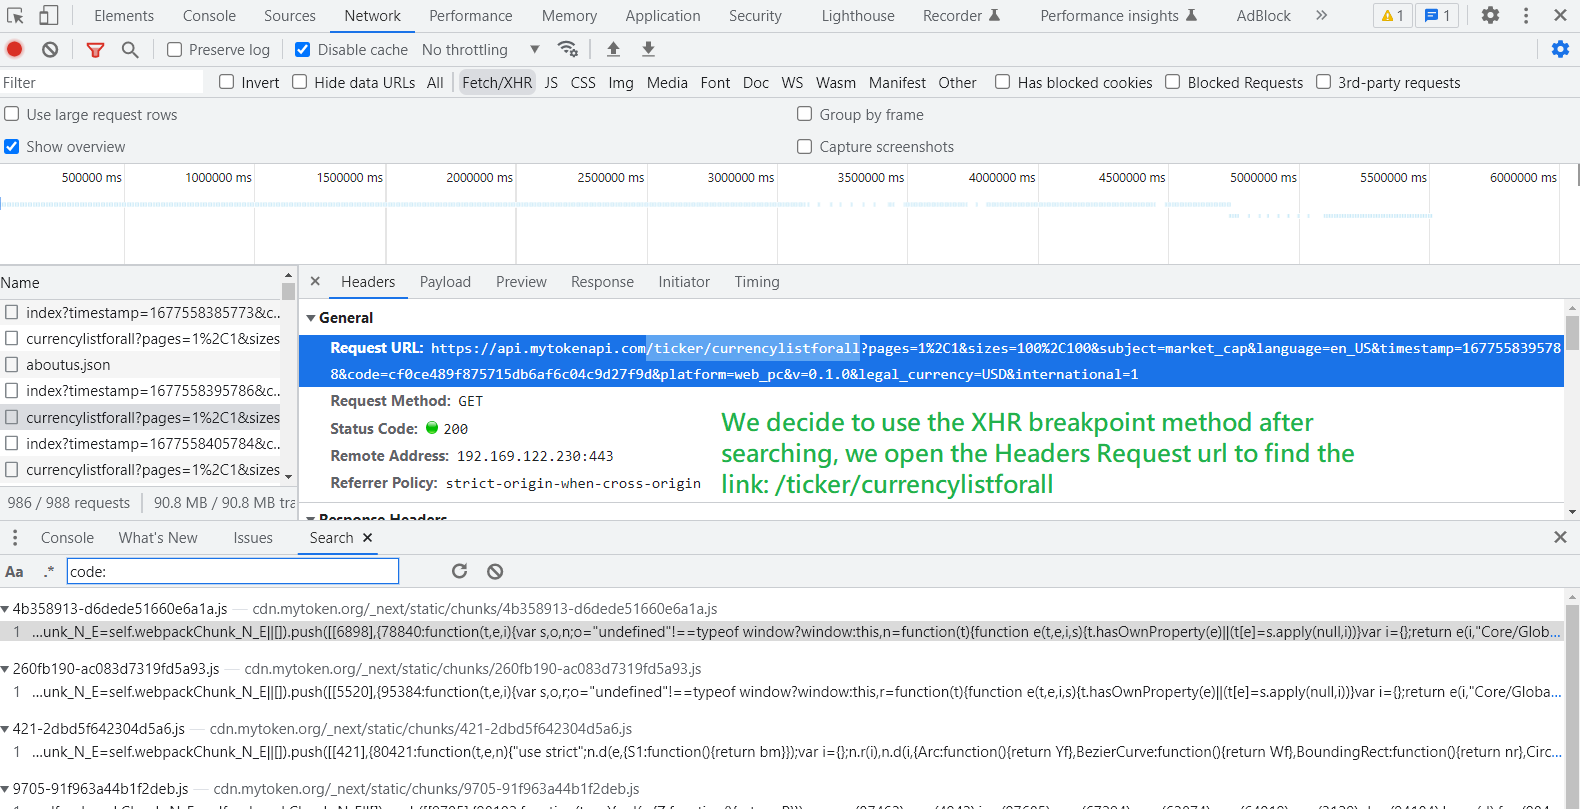 Elements Console Sources Network Performance Memory Application Security Lighthouse Recorder Performance insights AdBlock » 1 1
Preserve log Disable cache No throttling
Filter Invert Hide data URLs All Fetch/XHR JS CSS Img Media Font Doc WS Wasm Manifest Other Has blocked cookies Blocked Requests 3rd-party requests
Use large request rows Group by frame
Show overview Capture screenshots
500000 ms 1000000 ms 1500000 ms 2000000 ms 2500000 ms 3000000 ms 3500000 ms 4000000 ms 4500000 ms 5000000 ms 5500000 ms 6000000 ms
Name
index?timestamp=1677558385773&c...
currencylistforall?pages=1%2C1&sizes
aboutus.json
index?timestamp=1677558395786&c...
currencylistforall?pages=1%2C1&sizes
index?timestamp=1677558405784&c...
currencylistforall?pages=1%2C1&sizes
986 / 988 requests 90.8 MB / 90.8 MB tra
Headers Payload Preview Response Initiator Timing
General
Request URL: https://api.mytokenapi.com/ticker/currencylistforall?pages=1%2C1&sizes=100%2C100&subject=market_cap&language=en_US&timestamp=167755839578
8&code=cf0ce489f875715db6af6c04c9d27f9d&platform=web_pc&v=0.1.0&legal_currency=USD&international=1
Request Method: GET
Status Code: 200
Remote Address: 192.169.122.230:443
Referrer Policy: strict-origin-when-cross-origin
We decide to use the XHR breakpoint method after
searching, we open the Headers Request url to find the
link: /ticker/currencylistforall
Response Headers
Console What's New Issues Search
Aa .* code:
4b358913-d6dede51660e6a1a.js — cdn.mytoken.org/_next/static/chunks/4b358913-d6dede51660e6a1a.js
1 ...unk_N_E=self.webpackChunk_N_E||[]).push([[6898],{78840:function(t,e,i){var s,o,n;o="undefined"!==typeof window?window:this,n=function(t){function e(t,e,i,s){t.hasOwnProperty(e)||(t[e]=s.apply(null,i))}var i={};return e(i,"Core/Glob...
260fb190-ac083d7319fd5a93.js — cdn.mytoken.org/_next/static/chunks/260fb190-ac083d7319fd5a93.js
1 ...unk_N_E=self.webpackChunk_N_E||[]).push([[5520],{95384:function(t,e,i){var s,o,r;o="undefined"!==typeof window?window:this,r=function(t){function e(t,e,i,s){t.hasOwnProperty(e)||(t[e]=s.apply(null,i))}var i={};return e(i,"Core/Globa...
421-2dbd5f642304d5a6.js — cdn.mytoken.org/_next/static/chunks/421-2dbd5f642304d5a6.js
1 ...unk_N_E=self.webpackChunk_N_E||[]).push([[421],{80421:function(t,e,n){"use strict";n.d(e,{S1:function(){return bm}});var i={};n.r(i),n.d(i,{Arc:function(){return Yf},BezierCurve:function(){return Wf},BoundingRect:function(){return nr},Circ...
9705-91f963a44b1f2deb.js — cdn.mytoken.org/_next/static/chunks/9705-91f963a44b1f2deb.js